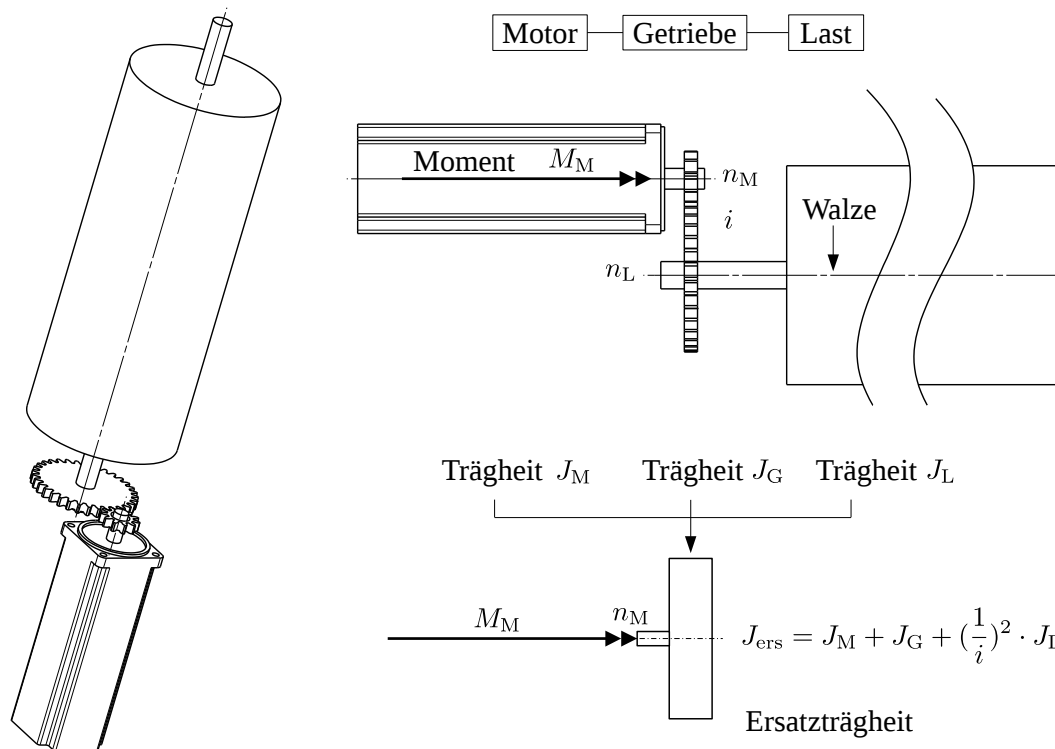 Motor Getriebe Last
Moment M_M
n_M
i
Walze
n_L
Trägheit J_M Trägheit J_G Trägheit J_L
M_M n_M
J_ers = J_M + J_G + (1/i)^2 · J_L
Ersatzträgheit